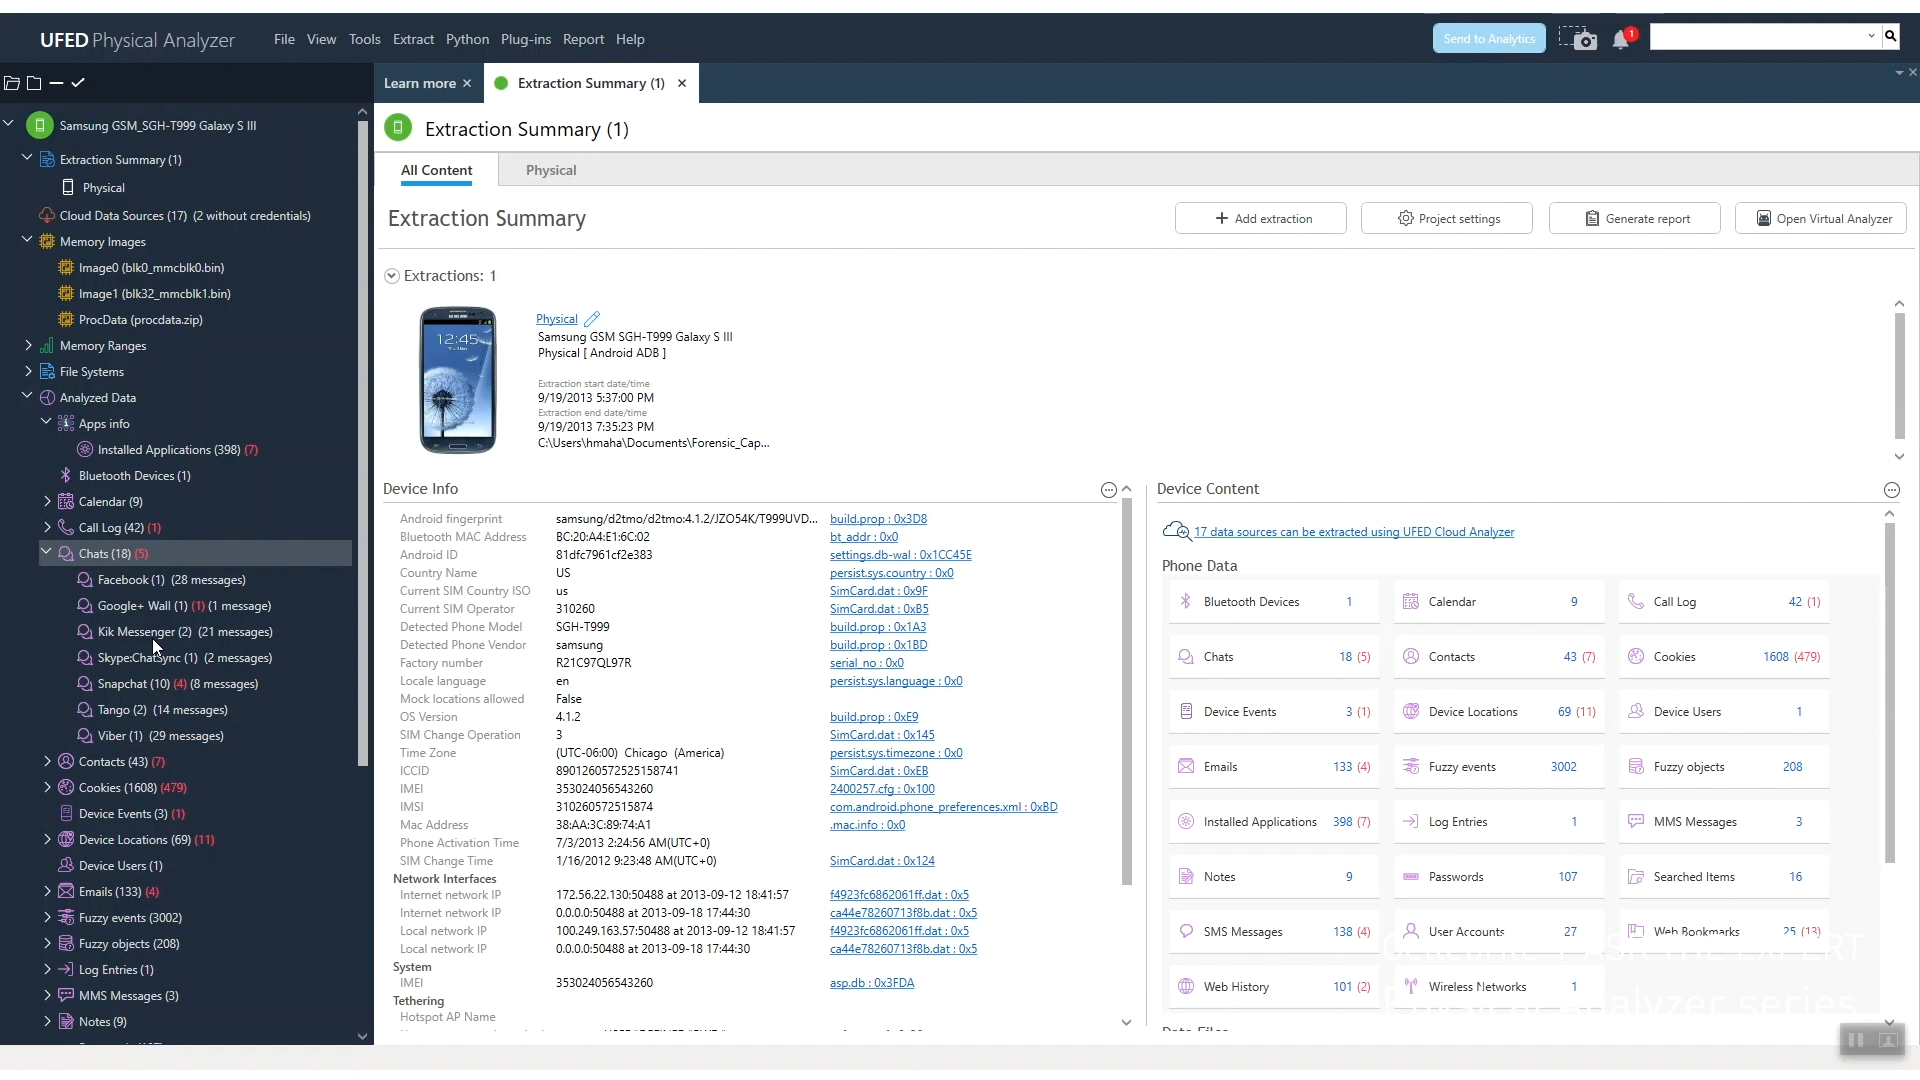 UFED Physical Analyzer
File View Tools Extract Python Plug-ins Report Help
Send to Analytics
1
Learn more
Extraction Summary (1)
Samsung GSM_SGH-T999 Galaxy S III
Extraction Summary (1)
Physical
Cloud Data Sources (17) (2 without credentials)
Memory Images
Image0 (blk0_mmcblk0.bin)
Image1 (blk32_mmcblk1.bin)
ProcData (procdata.zip)
Memory Ranges
File Systems
Analyzed Data
Apps info
Installed Applications (398) (7)
Bluetooth Devices (1)
Calendar (9)
Call Log (42) (1)
Chats (18) (5)
Facebook (1) (28 messages)
Google+ Wall (1) (1) (1 message)
Kik Messenger (2) (21 messages)
Skype:ChatSync (1) (2 messages)
Snapchat (10) (4) (8 messages)
Tango (2) (14 messages)
Viber (1) (29 messages)
Contacts (43) (7)
Cookies (1608) (479)
Device Events (3) (1)
Device Locations (69) (11)
Device Users (1)
Emails (133) (4)
Fuzzy events (3002)
Fuzzy objects (208)
Log Entries (1)
MMS Messages (3)
Notes (9)
Extraction Summary (1)
All Content
Physical
Extraction Summary
Add extraction
Project settings
Generate report
Open Virtual Analyzer
Extractions: 1
12:45
Physical
Samsung GSM SGH-T999 Galaxy S III
Physical [ Android ADB ]
Extraction start date/time
9/19/2013 5:37:00 PM
Extraction end date/time
9/19/2013 7:35:23 PM
C:\Users\hmaha\Documents\Forensic_Cap...
Device Info
Android fingerprint samsung/d2tmo/d2tmo:4.1.2/JZO54K/T999UVD... build.prop : 0x3D8
Bluetooth MAC Address BC:20:A4:E1:6C:02 bt_addr : 0x0
Android ID 81dfc7961cf2e383 settings.db-wal : 0x1CC45E
Country Name US persist.sys.country : 0x0
Current SIM Country ISO us SimCard.dat : 0x9F
Current SIM Operator 310260 SimCard.dat : 0xB5
Detected Phone Model SGH-T999 build.prop : 0x1A3
Detected Phone Vendor samsung build.prop : 0x1BD
Factory number R21C97QL97R serial_no : 0x0
Locale language en persist.sys.language : 0x0
Mock locations allowed False
OS Version 4.1.2 build.prop : 0xE9
SIM Change Operation 3 SimCard.dat : 0x145
Time Zone (UTC-06:00) Chicago (America) persist.sys.timezone : 0x0
ICCID 8901260572525158741 SimCard.dat : 0xEB
IMEI 353024056543260 2400257.cfg : 0x100
IMSI 310260572515874 com.android.phone_preferences.xml : 0xBD
Mac Address 38:AA:3C:89:74:A1 .mac.info : 0x0
Phone Activation Time 7/3/2013 2:24:56 AM(UTC+0)
SIM Change Time 1/16/2012 9:23:48 AM(UTC+0) SimCard.dat : 0x124
Network Interfaces
Internet network IP 172.56.22.130:50488 at 2013-09-12 18:41:57 f4923fc6862061ff.dat : 0x5
Internet network IP 0.0.0.0:50488 at 2013-09-18 17:44:30 ca44e78260713f8b.dat : 0x5
Local network IP 100.249.163.57:50488 at 2013-09-12 18:41:57 f4923fc6862061ff.dat : 0x5
Local network IP 0.0.0.0:50488 at 2013-09-18 17:44:30 ca44e78260713f8b.dat : 0x5
System
IMEI 353024056543260 asp.db : 0x3FDA
Tethering
Hotspot AP Name
Device Content
17 data sources can be extracted using UFED Cloud Analyzer
Phone Data
Bluetooth Devices 1 Calendar 9 Call Log 42 (1)
Chats 18 (5) Contacts 43 (7) Cookies 1608 (479)
Device Events 3 (1) Device Locations 69 (11) Device Users 1
Emails 133 (4) Fuzzy events 3002 Fuzzy objects 208
Installed Applications 398 (7) Log Entries 1 MMS Messages 3
Notes 9 Passwords 107 Searched Items 16
SMS Messages 138 (4) User Accounts 27 Web Bookmarks 25 (13)
Web History 101 (2) Wireless Networks 1
Data Files